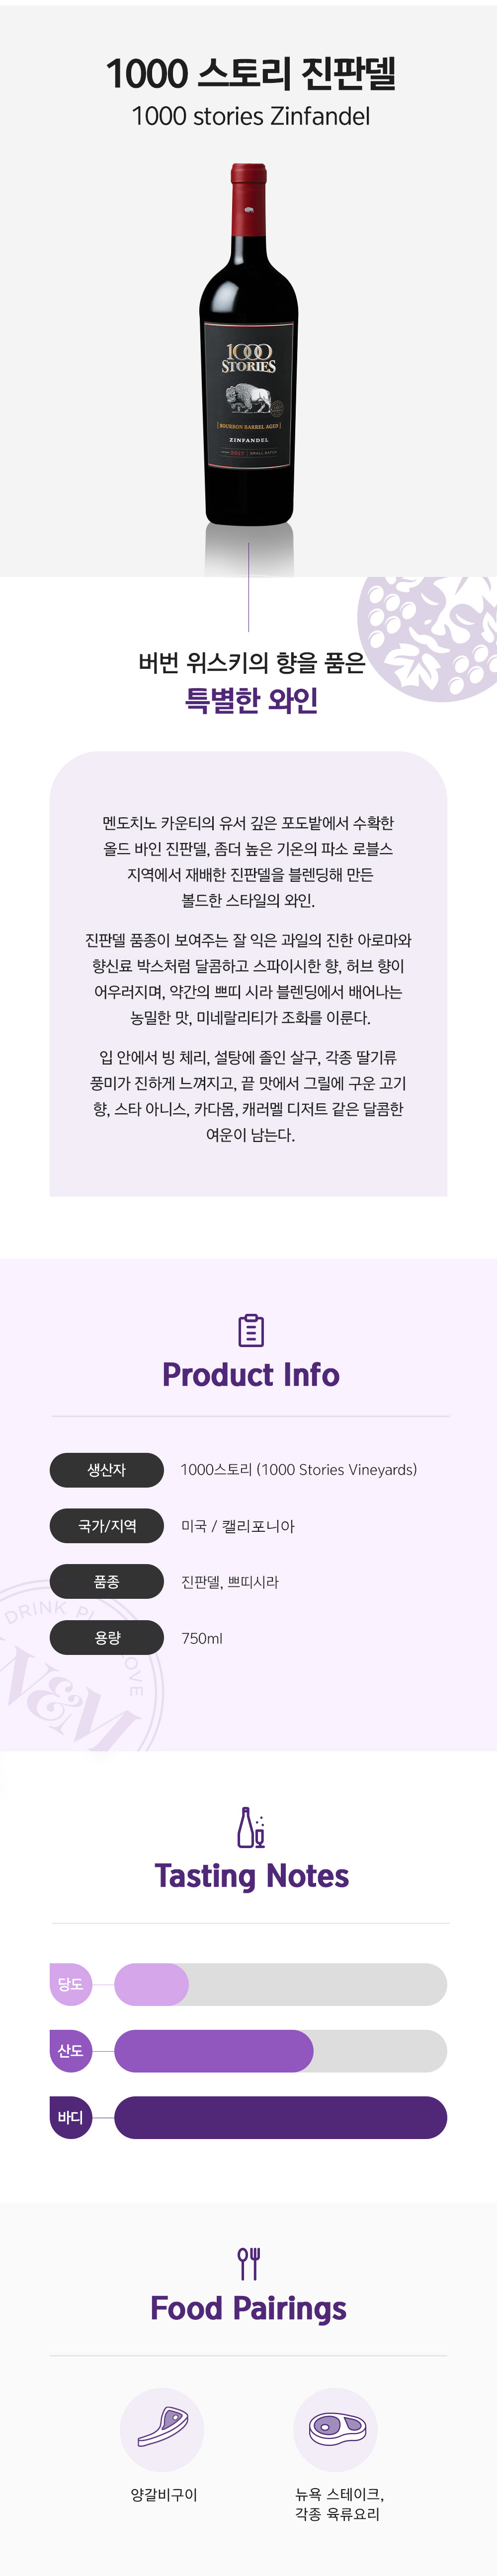 1000 스토리 진판델
1000 stories Zinfandel
1000
STORIES
BOURBON BARREL AGED
ZINFANDEL
2017 | SMALL BATCH
버번 위스키의 향을 품은
특별한 와인
멘도치노 카운티의 유서 깊은 포도밭에서 수확한
올드 바인 진판델, 좀더 높은 기온의 파소 로블스
지역에서 재배한 진판델을 블렌딩해 만든
볼드한 스타일의 와인.
진판델 품종이 보여주는 잘 익은 과일의 진한 아로마와
향신료 박스처럼 달콤하고 스파이시한 향, 허브 향이
어우러지며, 약간의 쁘띠 시라 블렌딩에서 배어나는
농밀한 맛, 미네랄리티가 조화를 이룬다.
입 안에서 빙 체리, 설탕에 졸인 살구, 각종 딸기류
풍미가 진하게 느껴지고, 끝 맛에서 그릴에 구운 고기
향, 스타 아니스, 카다몸, 캐러멜 디저트 같은 달콤한
여운이 남는다.
Product Info
생산자 1000스토리 (1000 Stories Vineyards)
국가/지역 미국 / 캘리포니아
품종 진판델, 쁘띠시라
용량 750ml
DRINK
OVE
W&M
Tasting Notes
당도
산도
바디
Food Pairings
양갈비구이
뉴욕 스테이크,
각종 육류요리